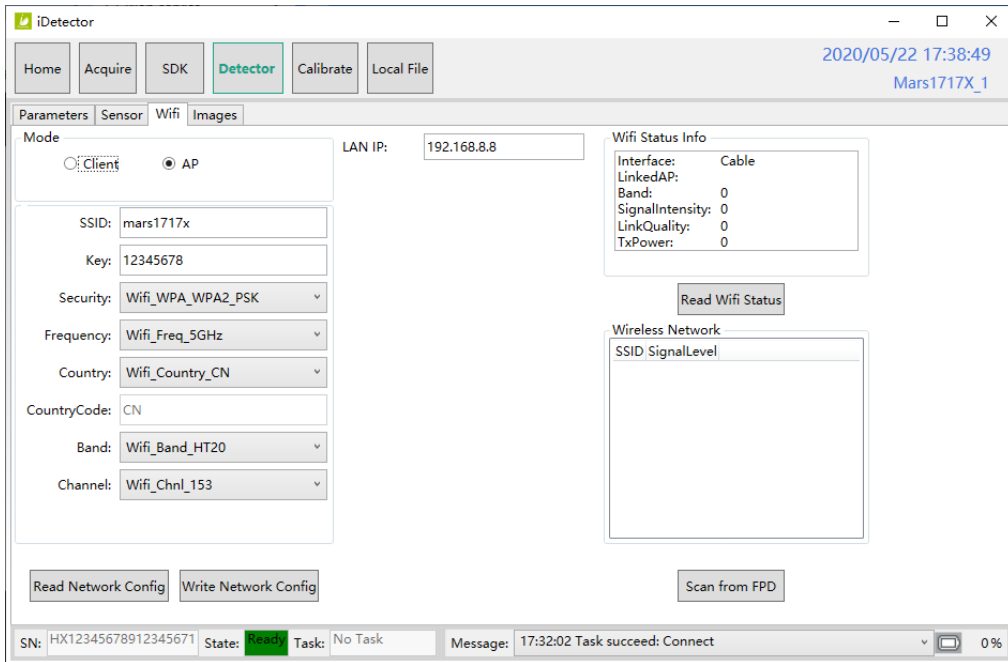 iDetector
Home Acquire SDK Detector Calibrate Local File
2020/05/22 17:38:49
Mars1717X_1
Parameters Sensor Wifi Images
Mode
Client AP
SSID: mars1717x
Key: 12345678
Security: Wifi_WPA_WPA2_PSK
Frequency: Wifi_Freq_5GHz
Country: Wifi_Country_CN
CountryCode: CN
Band: Wifi_Band_HT20
Channel: Wifi_Chnl_153
Read Network Config Write Network Config
LAN IP: 192.168.8.8
Wifi Status Info
Interface: Cable
LinkedAP:
Band: 0
SignalIntensity: 0
LinkQuality: 0
TxPower: 0
Read Wifi Status
Wireless Network
SSID SignalLevel
Scan from FPD
SN: HX12345678912345671 State: Ready Task: No Task Message: 17:32:02 Task succeed: Connect 0%